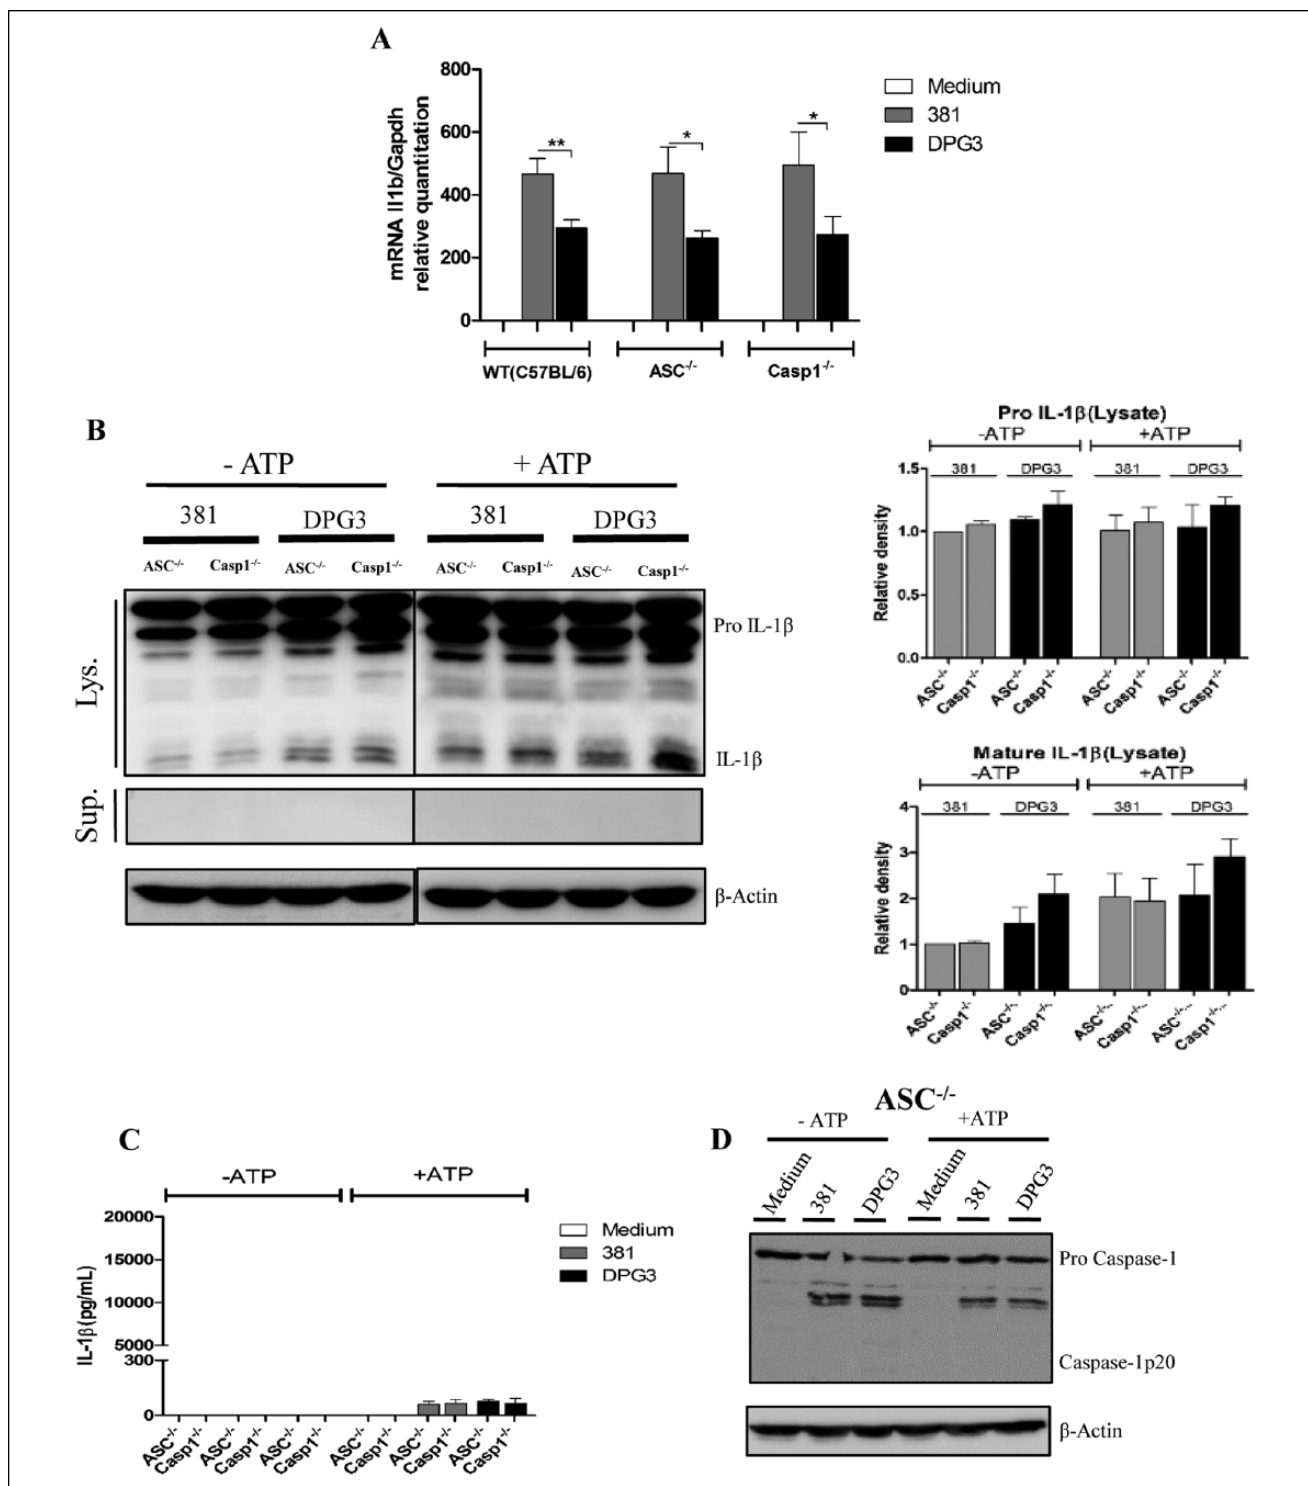 A
800
600
400
200
0
mRNA Il1b/Gapdh
relative quantitation
** * *
Medium
381
DPG3
WT(C57BL/6) ASC-/- Casp1-/-
B
- ATP + ATP
381 DPG3 381 DPG3
ASC-/- Casp1-/- ASC-/- Casp1-/- ASC-/- Casp1-/- ASC-/- Casp1-/-
Lys.
Pro IL-1β
IL-1β
Sup.
β-Actin
Pro IL-1β(Lysate)
-ATP +ATP
381 DPG3 381 DPG3
1.5
1.0
0.5
0.0
Relative density
ASC-/- Casp1-/- ASC-/- Casp1-/- ASC-/- Casp1-/- ASC-/- Casp1-/-
Mature IL-1β(Lysate)
-ATP +ATP
381 DPG3 381 DPG3
4
3
2
1
0
Relative density
ASC-/- Casp1-/- ASC-/- Casp1-/- ASC-/-.. Casp1-/-.. ASC-/-... Casp1-/-...
C
-ATP +ATP
20000
15000
10000
5000
300
0
IL-1β(pg/mL)
Medium
381
DPG3
ASC-/- Casp1-/- ASC-/- Casp1-/- ASC-/- Casp1-/- ASC-/- Casp1-/- ASC-/- Casp1-/- ASC-/- Casp1-/-
D
ASC-/-
- ATP +ATP
Medium 381 DPG3 Medium 381 DPG3
Pro Caspase-1
Caspase-1p20
β-Actin